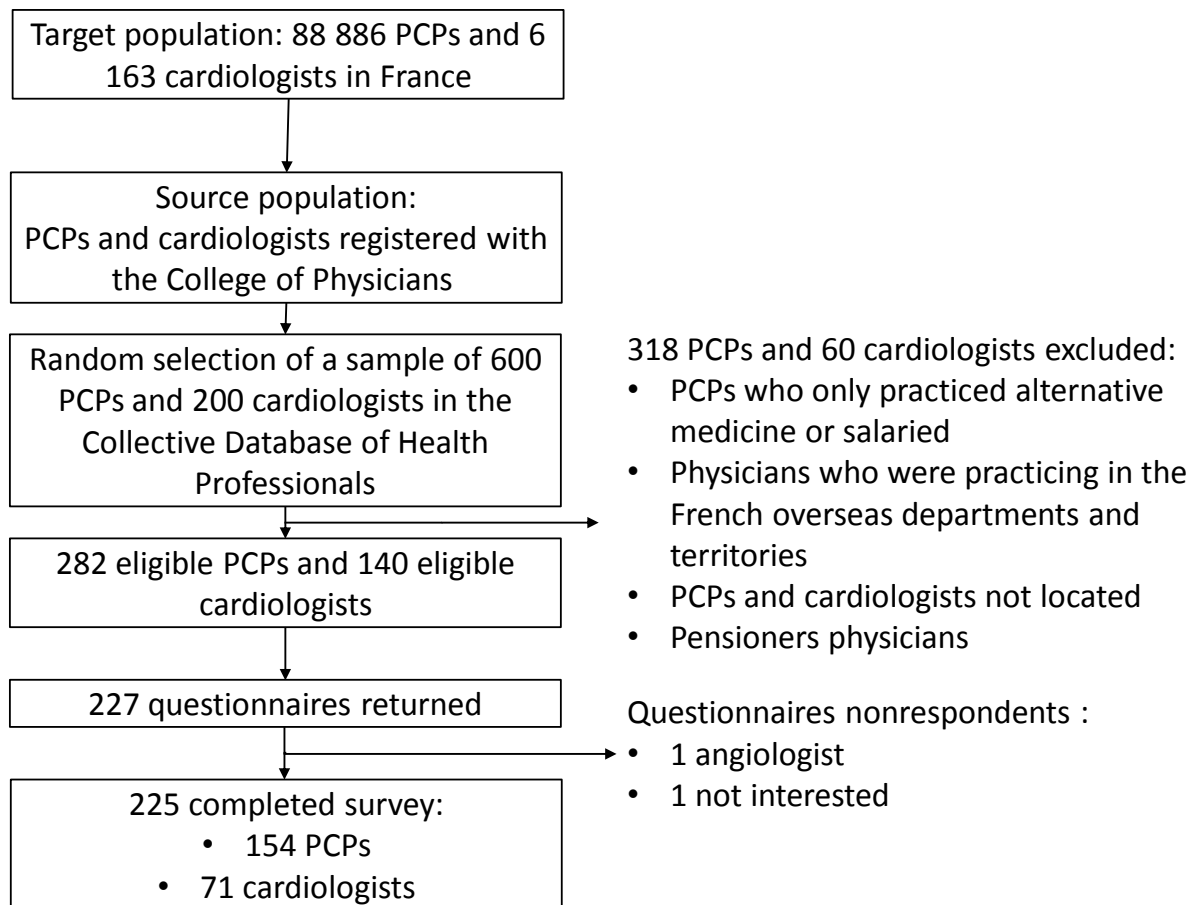 Target population: 88 886 PCPs and 6
163 cardiologists in France
Source population:
PCPs and cardiologists registered with
the College of Physicians
Random selection of a sample of 600
PCPs and 200 cardiologists in the
Collective Database of Health
Professionals
318 PCPs and 60 cardiologists excluded:
• PCPs who only practiced alternative
medicine or salaried
• Physicians who were practicing in the
French overseas departments and
territories
• PCPs and cardiologists not located
• Pensioners physicians
282 eligible PCPs and 140 eligible
cardiologists
227 questionnaires returned
Questionnaires nonrespondents :
• 1 angiologist
• 1 not interested
225 completed survey:
• 154 PCPs
• 71 cardiologists